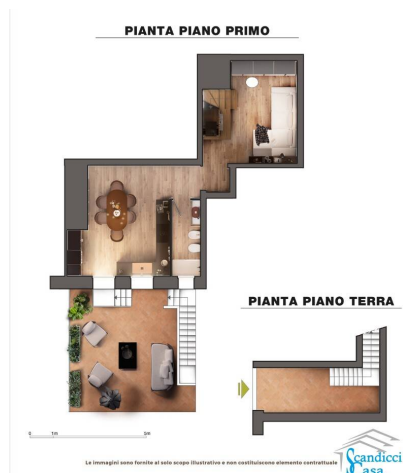 PIANTA PIANO PRIMO
PIANTA PIANO TERRA
0 1m 5m
Le immagini sono fornite al solo scopo illustrativo e non costituiscono elemento contrattuale
Scandicci
Casa